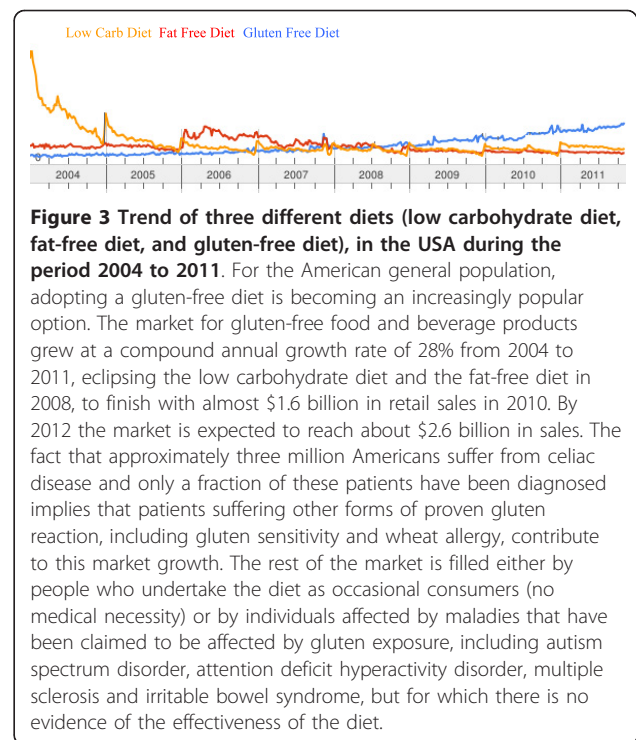 Low Carb Diet Fat Free Diet Gluten Free Diet
0
2004 2005 2006 2007 2008 2009 2010 2011
Figure 3 Trend of three different diets (low carbohydrate diet,
fat-free diet, and gluten-free diet), in the USA during the
period 2004 to 2011. For the American general population,
adopting a gluten-free diet is becoming an increasingly popular
option. The market for gluten-free food and beverage products
grew at a compound annual growth rate of 28% from 2004 to
2011, eclipsing the low carbohydrate diet and the fat-free diet in
2008, to finish with almost $1.6 billion in retail sales in 2010. By
2012 the market is expected to reach about $2.6 billion in sales. The
fact that approximately three million Americans suffer from celiac
disease and only a fraction of these patients have been diagnosed
implies that patients suffering other forms of proven gluten
reaction, including gluten sensitivity and wheat allergy, contribute
to this market growth. The rest of the market is filled either by
people who undertake the diet as occasional consumers (no
medical necessity) or by individuals affected by maladies that have
been claimed to be affected by gluten exposure, including autism
spectrum disorder, attention deficit hyperactivity disorder, multiple
sclerosis and irritable bowel syndrome, but for which there is no
evidence of the effectiveness of the diet.